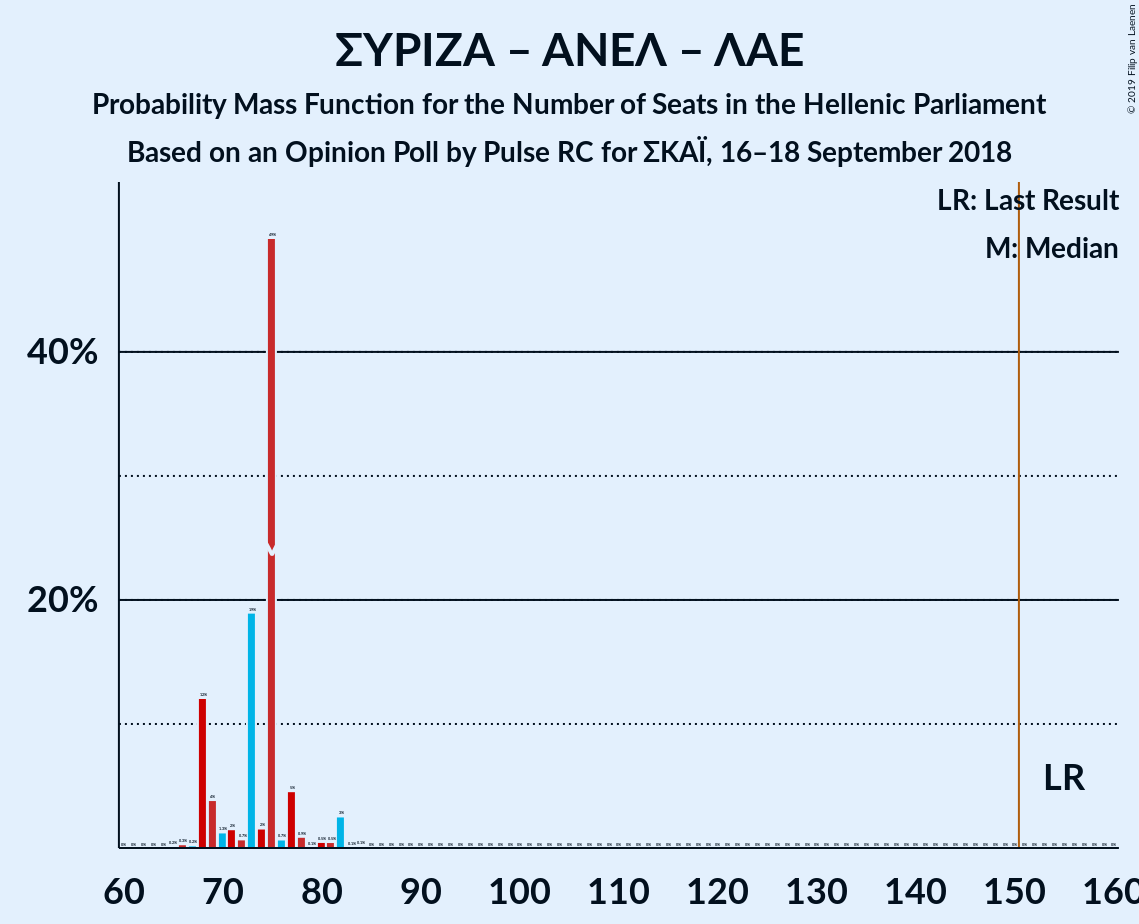 ΣΥΡΙΖΑ – ΑΝΕΛ – ΛΑΕ
Probability Mass Function for the Number of Seats in the Hellenic Parliament
Based on an Opinion Poll by Pulse RC for ΣΚΑΪ, 16–18 September 2018
© 2019 Filip van Laenen
LR: Last Result
M: Median
40%
20%
LR
60 70 80 90 100 110 120 130 140 150 160